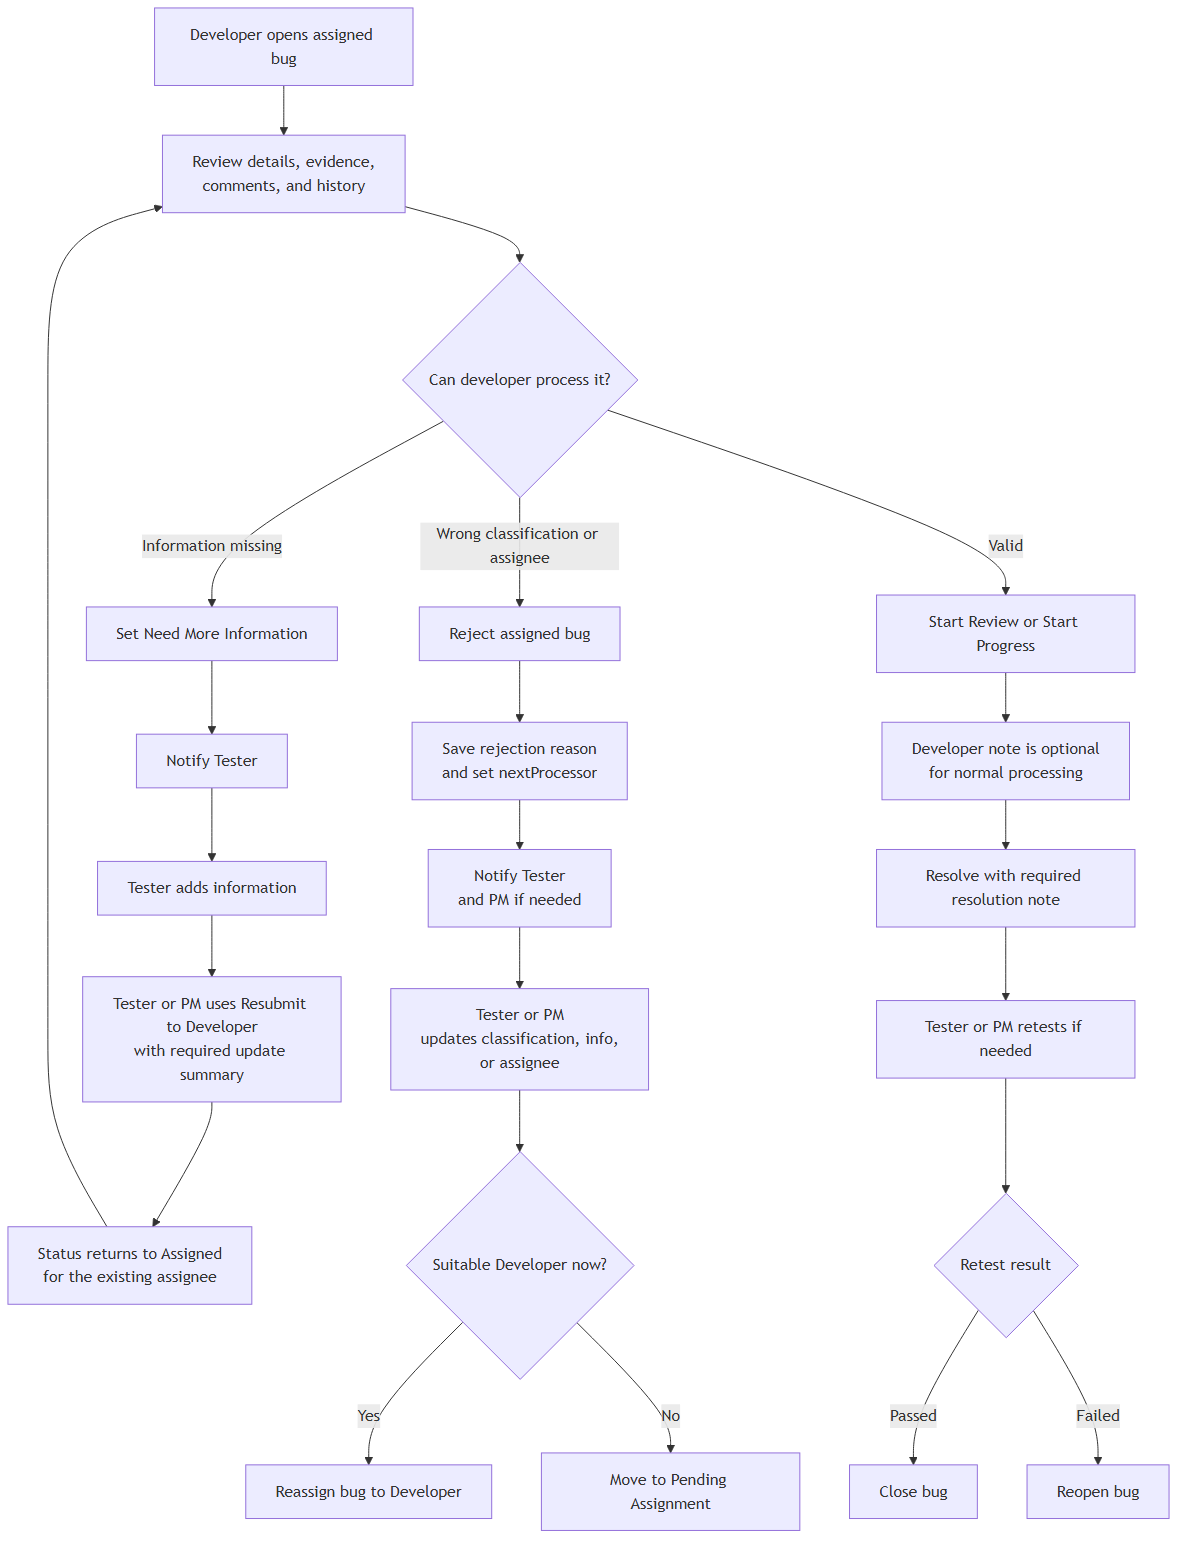 Developer opens assigned
bug
Review details, evidence,
comments, and history
Can developer process it?
Information missing
Wrong classification or
assignee
Valid
Set Need More Information
Reject assigned bug
Start Review or Start
Progress
Notify Tester
Save rejection reason
and set nextProcessor
Developer note is optional
for normal processing
Tester adds information
Notify Tester
and PM if needed
Resolve with required
resolution note
Tester or PM uses Resubmit
to Developer
with required update
summary
Tester or PM
updates classification, info,
or assignee
Tester or PM retests if
needed
Status returns to Assigned
for the existing assignee
Suitable Developer now?
Retest result
Yes
No
Passed
Failed
Reassign bug to Developer
Move to Pending
Assignment
Close bug
Reopen bug